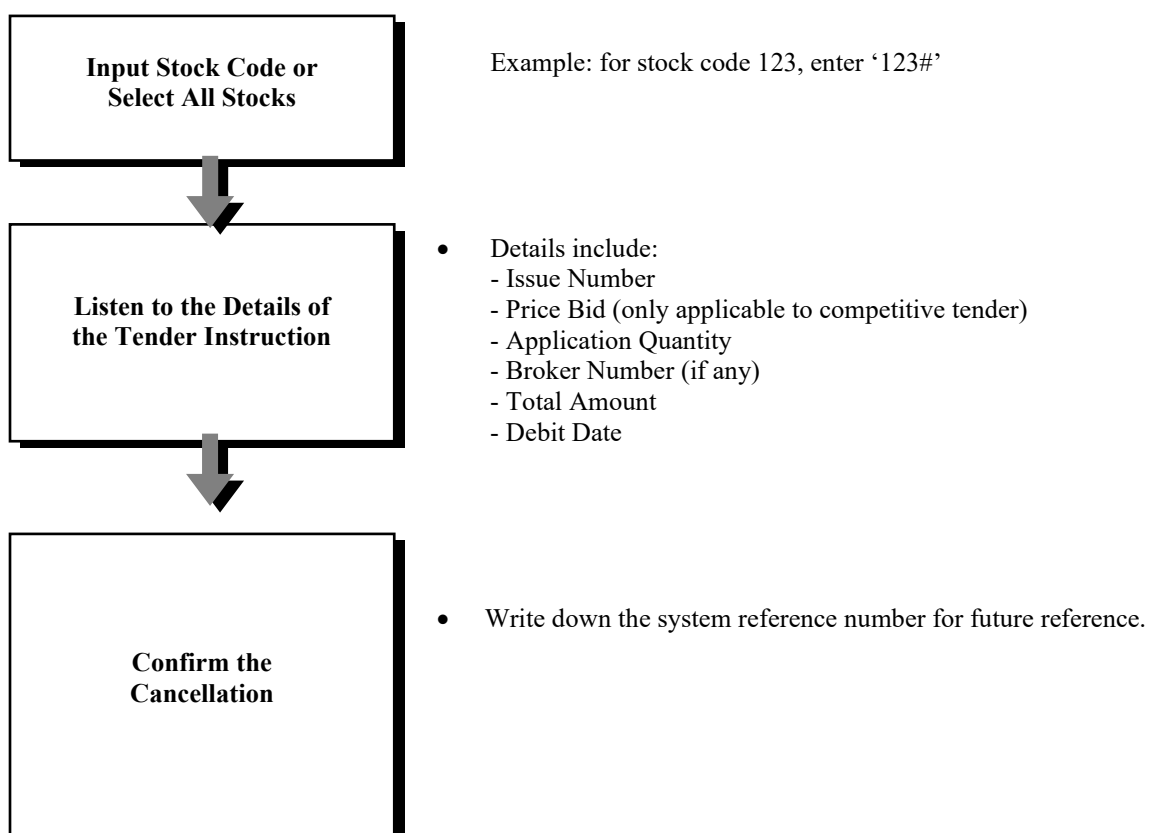 Input Stock Code or
Select All Stocks
Example: for stock code 123, enter ‘123#’
Listen to the Details of
the Tender Instruction
• Details include:
- Issue Number
- Price Bid (only applicable to competitive tender)
- Application Quantity
- Broker Number (if any)
- Total Amount
- Debit Date
Confirm the
Cancellation
• Write down the system reference number for future reference.